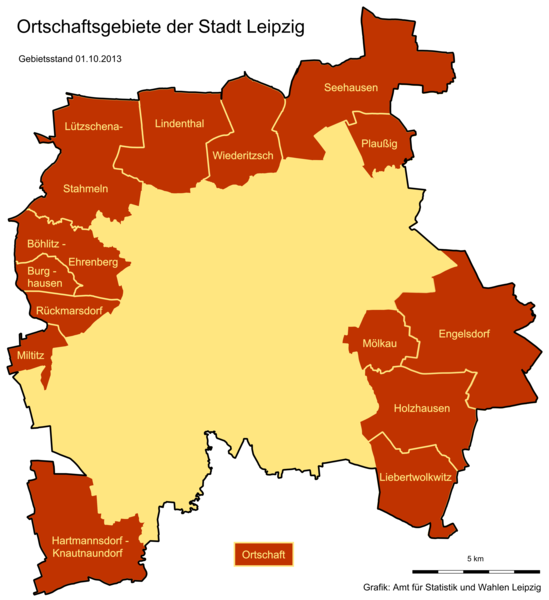 Ortschaftsgebiete der Stadt Leipzig
Gebietsstand 01.10.2013
Seehausen
Lützschena-
Lindenthal
Wiederitzsch
Plaußig
Stahmeln
Böhlitz -
Ehrenberg
Burg -
hausen
Rückmarsdorf
Miltitz
Mölkau
Engelsdorf
Holzhausen
Liebertwolkwitz
Hartmannsdorf -
Knautnaundorf
Ortschaft
5 km
Grafik: Amt für Statistik und Wahlen Leipzig